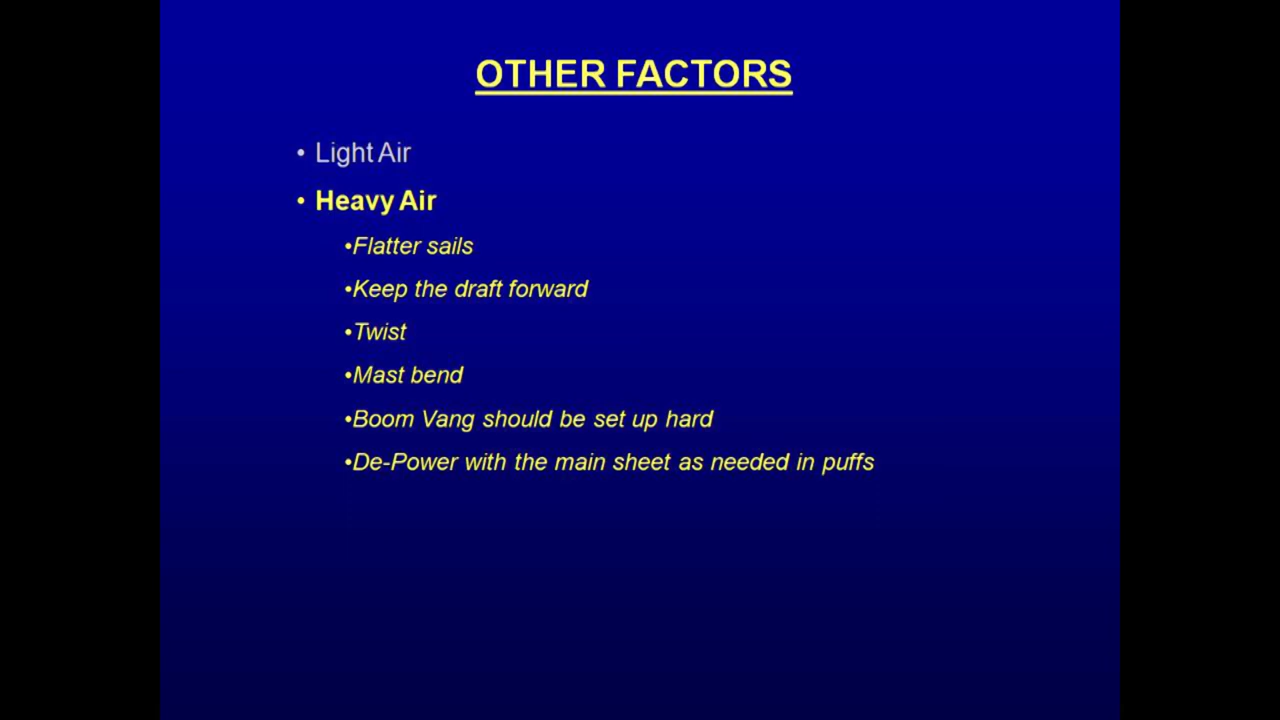 OTHER FACTORS
• Light Air
• Heavy Air
•Flatter sails
•Keep the draft forward
•Twist
•Mast bend
•Boom Vang should be set up hard
•De-Power with the main sheet as needed in puffs